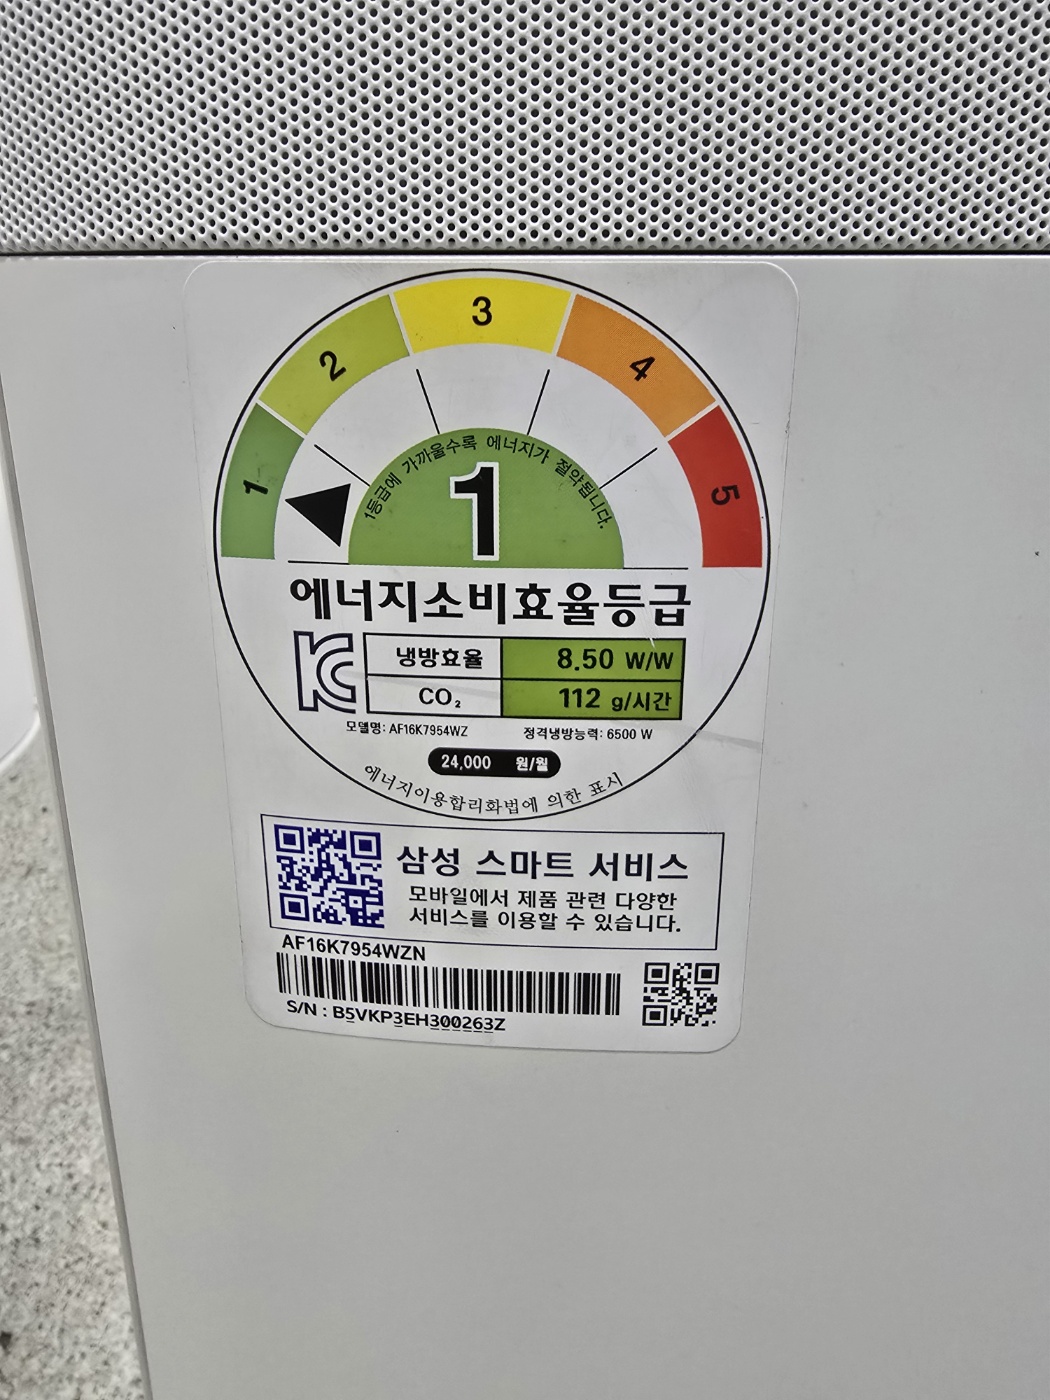 3
2
4
1
5
1등급에 가까울수록 에너지가 절약됩니다.
1
에너지소비효율등급
냉방효율 8.50 W/W
CO₂ 112 g/시간
모델명: AF16K7954WZ 정격냉방능력: 6500 W
24,000 원/월
에너지이용합리화법에 의한 표시
삼성 스마트 서비스
모바일에서 제품 관련 다양한
서비스를 이용할 수 있습니다.
AF16K7954WZN
S/N : B5VKP3EH300263Z